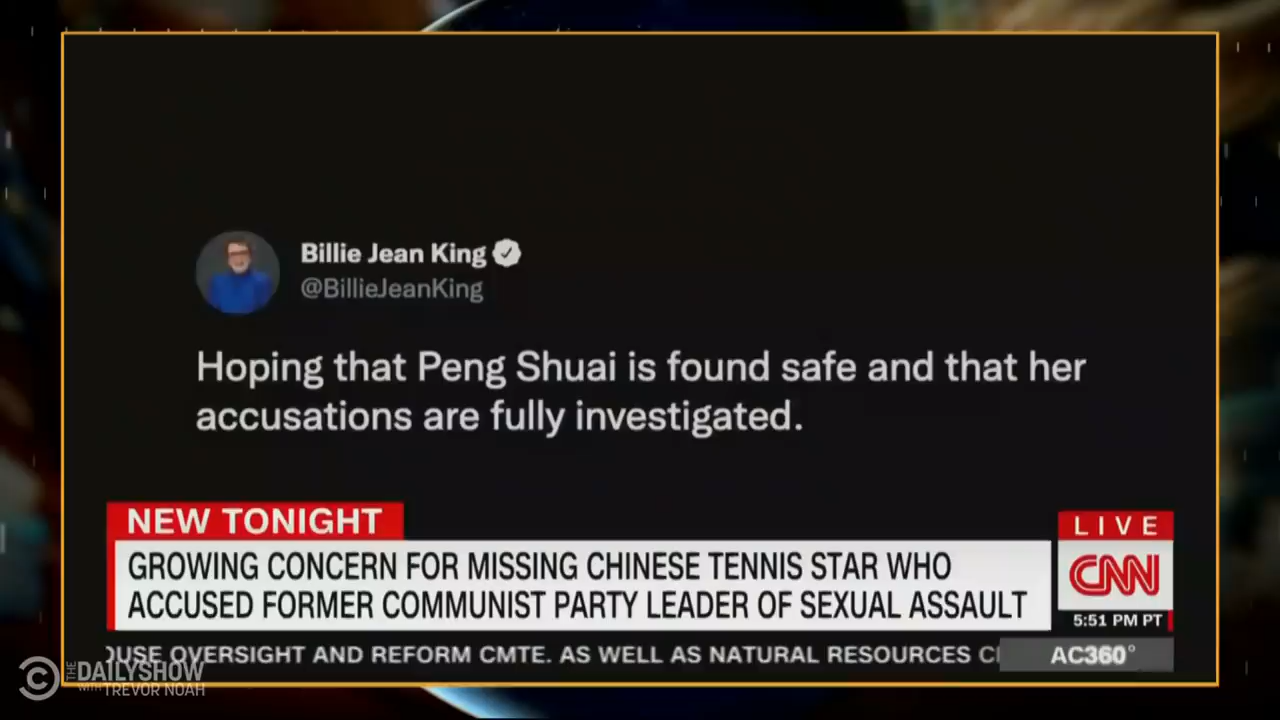 Billie Jean King
@BillieJeanKing
Hoping that Peng Shuai is found safe and that her
accusations are fully investigated.
NEW TONIGHT
GROWING CONCERN FOR MISSING CHINESE TENNIS STAR WHO
ACCUSED FORMER COMMUNIST PARTY LEADER OF SEXUAL ASSAULT
LIVE
CNN
5:51 PM PT
OVERSIGHT AND REFORM CMTE. AS WELL AS NATURAL RESOURCES
AC360°
THE
DAILYSHOW
WITH TREVOR NOAH